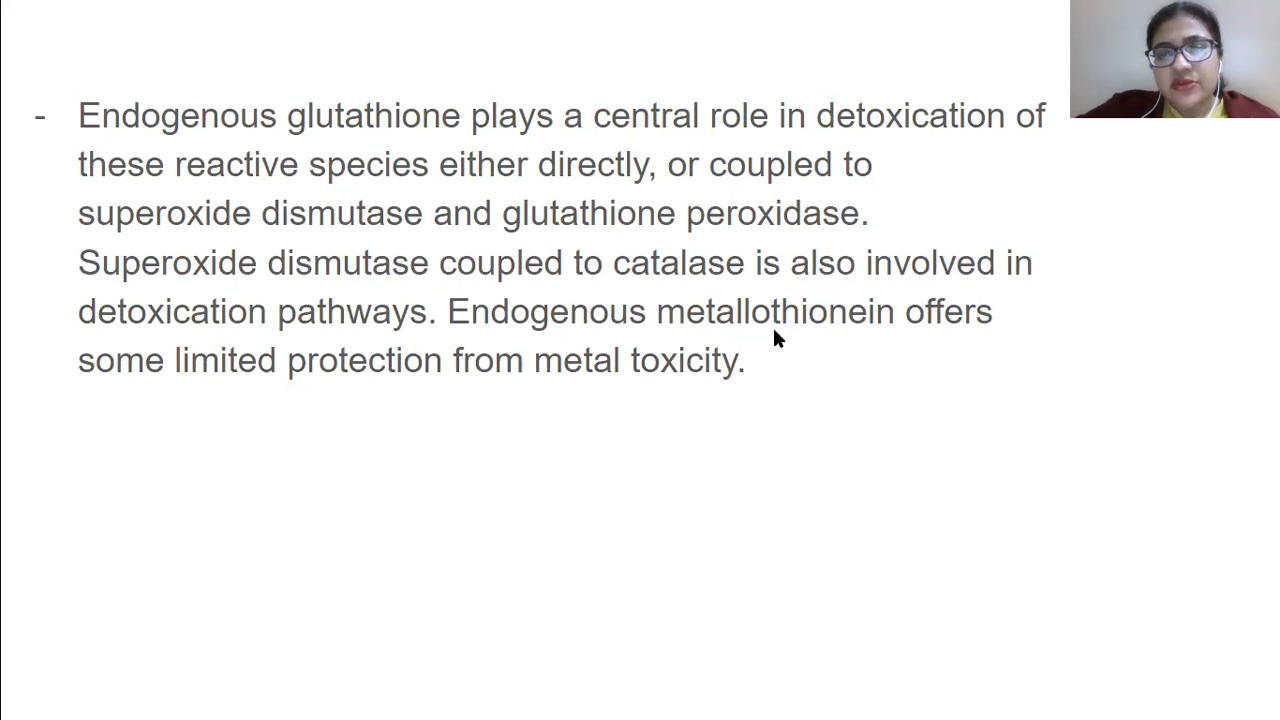 - Endogenous glutathione plays a central role in detoxication of
these reactive species either directly, or coupled to
superoxide dismutase and glutathione peroxidase.
Superoxide dismutase coupled to catalase is also involved in
detoxication pathways. Endogenous metallothionein offers
some limited protection from metal toxicity.